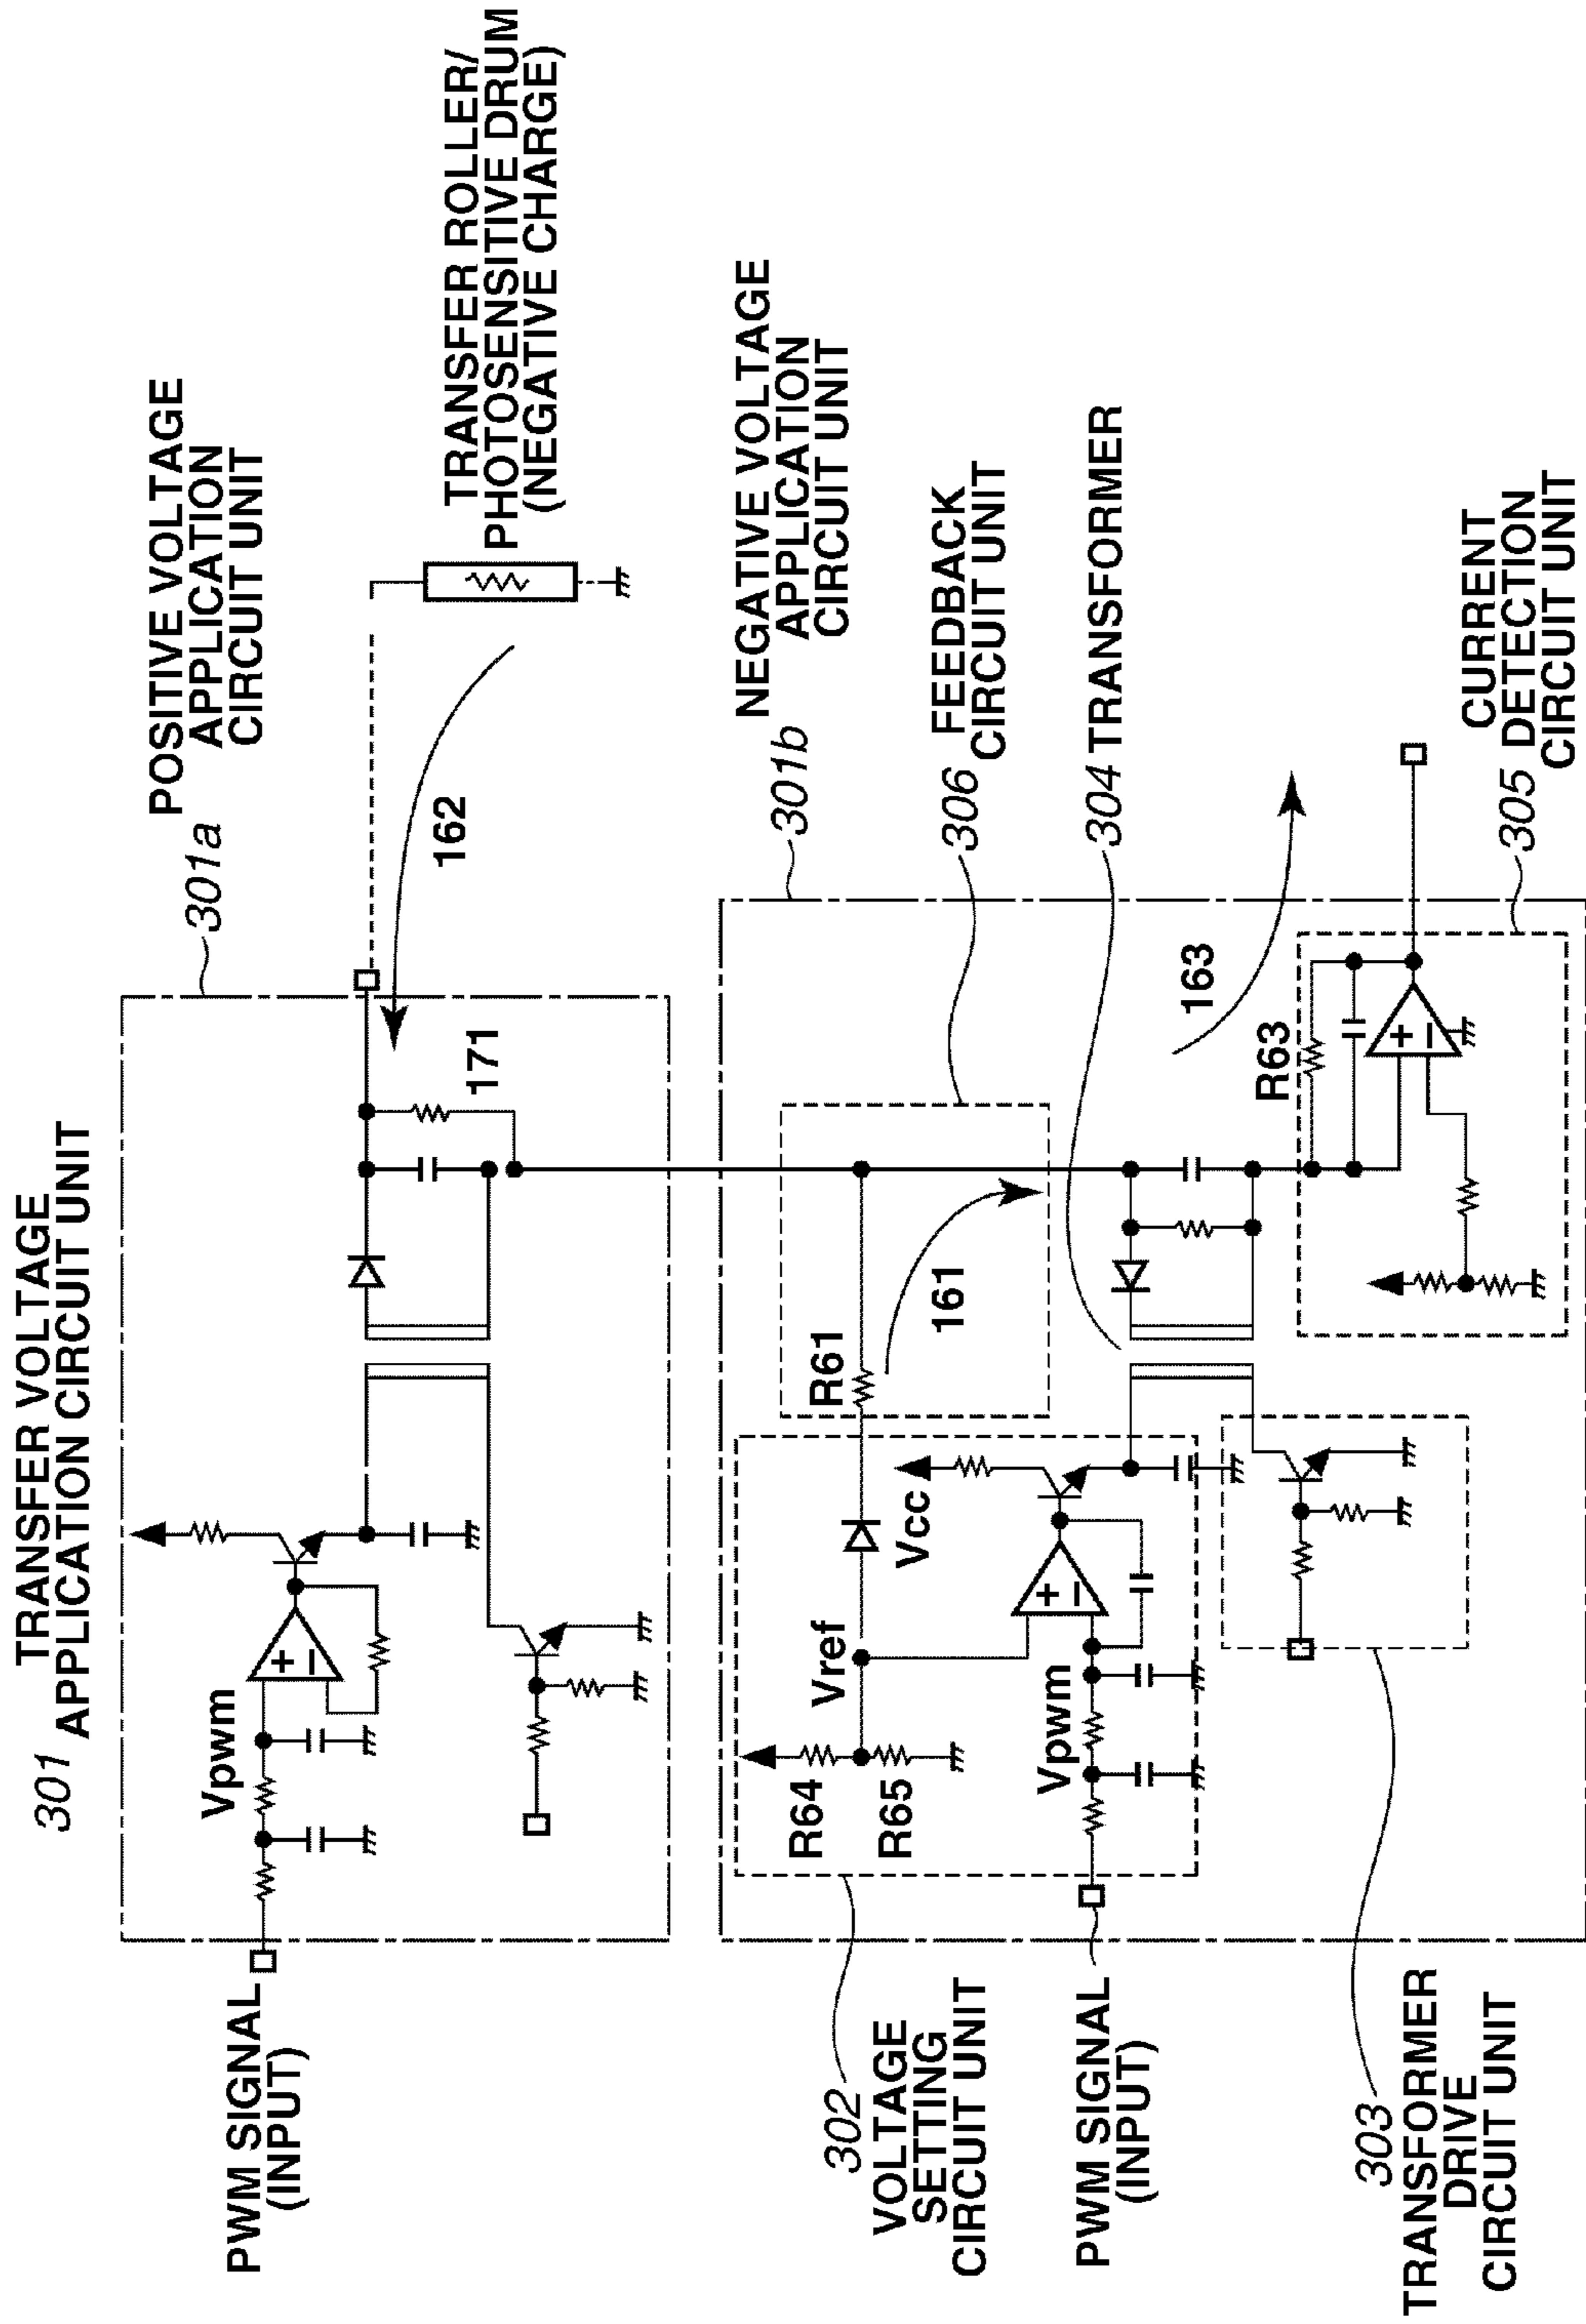 TRANSFER VOLTAGE
301 APPLICATION CIRCUIT UNIT
POSITIVE VOLTAGE
APPLICATION
CIRCUIT UNIT
301a
PWM SIGNAL
(INPUT)
Vpwm
+
−
171
162
TRANSFER ROLLER/
PHOTOSENSITIVE DRUM
(NEGATIVE CHARGE)
NEGATIVE VOLTAGE
APPLICATION
CIRCUIT UNIT
301b
306 FEEDBACK
CIRCUIT UNIT
304 TRANSFORMER
R64
R65
Vref
R61
161
Vcc
Vpwm
+
−
163
R63
+
−
CURRENT
DETECTION
305 CIRCUIT UNIT
302
VOLTAGE
SETTING
CIRCUIT UNIT
PWM SIGNAL
(INPUT)
303
TRANSFORMER
DRIVE
CIRCUIT UNIT